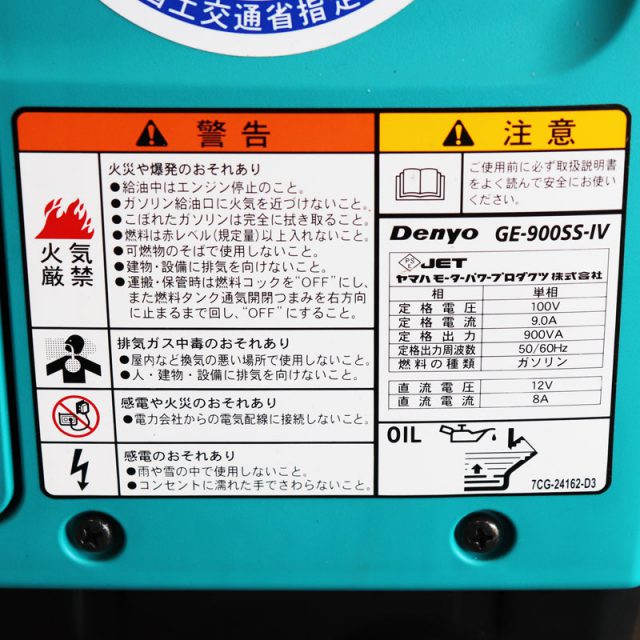 国土交通省指定
警告
火気
厳禁
火災や爆発のおそれあり
●給油中はエンジン停止のこと。
●ガソリン給油口に火気を近づけないこと。
●こぼれたガソリンは完全に拭き取ること。
●燃料は赤レベル(規定量)以上入れないこと。
●可燃物のそばで使用しないこと。
●建物・設備に排気を向けないこと。
●運搬・保管時は燃料コックを"OFF"にし、
また燃料タンク通気開閉つまみを右方向
に止まるまで回し、"OFF"にすること。
排気ガス中毒のおそれあり
●屋内など換気の悪い場所で使用しないこと。
●人・建物・設備に排気を向けないこと。
感電や火災のおそれあり
●電力会社からの電気配線に接続しないこと。
感電のおそれあり
●雨や雪の中で使用しないこと。
●コンセントに濡れた手でさわらないこと。
注意
ご使用前に必ず取扱説明書
をよく読んで安全にお使い
ください。
Denyo GE-900SS-IV
PSE JET
ヤマハモーターパワープロダクツ株式会社
相 単相
定格電圧 100V
定格電流 9.0A
定格出力 900VA
定格出力周波数 50/60Hz
燃料の種類 ガソリン
直流電圧 12V
直流電流 8A
OIL
7CG-24162-D3